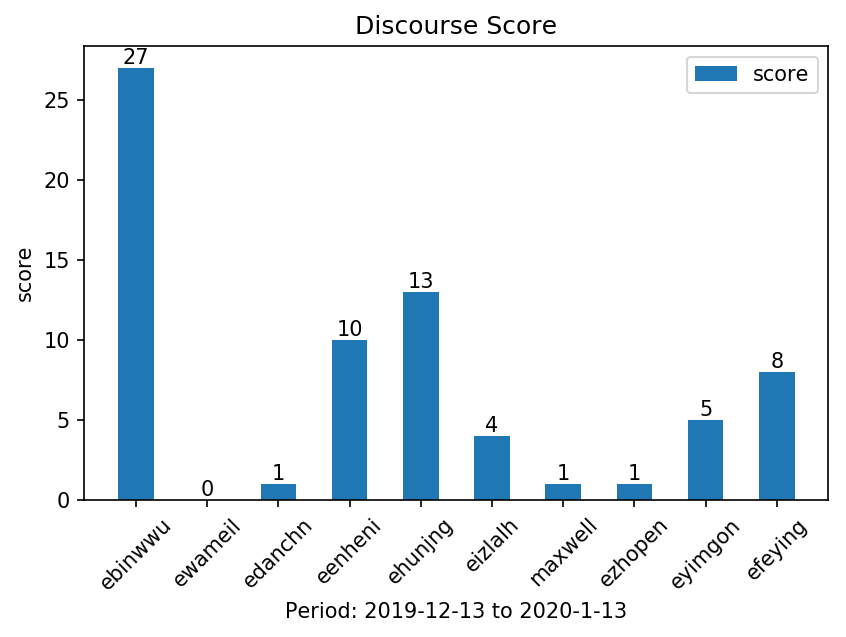 Discourse Score
score
27
0
1
10
13
4
1
1
5
8
score
25
20
15
10
5
0
ebinwwu
ewameil
edanchn
eenheni
ehunjng
eizlalh
maxwell
ezhopen
eyimgon
efeying
Period: 2019-12-13 to 2020-1-13